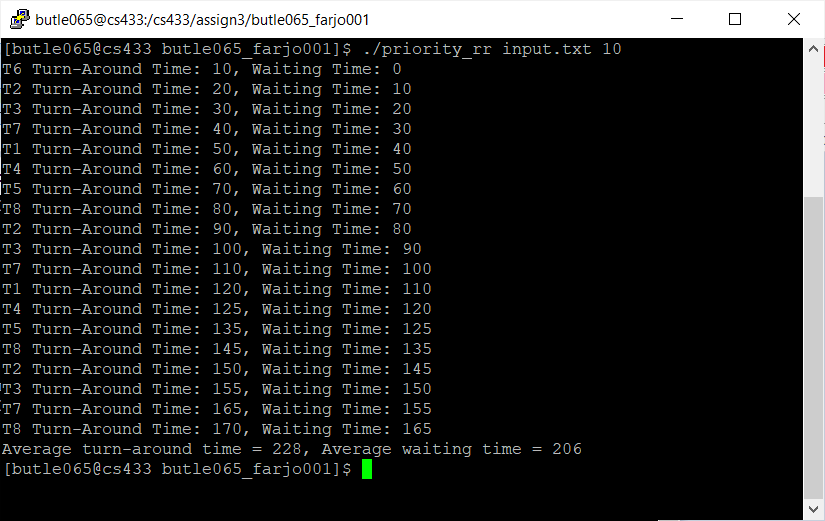 butle065@cs433:/cs433/assign3/butle065_farjo001
[butle065@cs433 butle065_farjo001]$ ./priority_rr input.txt 10
T6 Turn-Around Time: 10, Waiting Time: 0
T2 Turn-Around Time: 20, Waiting Time: 10
T3 Turn-Around Time: 30, Waiting Time: 20
T7 Turn-Around Time: 40, Waiting Time: 30
T1 Turn-Around Time: 50, Waiting Time: 40
T4 Turn-Around Time: 60, Waiting Time: 50
T5 Turn-Around Time: 70, Waiting Time: 60
T8 Turn-Around Time: 80, Waiting Time: 70
T2 Turn-Around Time: 90, Waiting Time: 80
T3 Turn-Around Time: 100, Waiting Time: 90
T7 Turn-Around Time: 110, Waiting Time: 100
T1 Turn-Around Time: 120, Waiting Time: 110
T4 Turn-Around Time: 125, Waiting Time: 120
T5 Turn-Around Time: 135, Waiting Time: 125
T8 Turn-Around Time: 145, Waiting Time: 135
T2 Turn-Around Time: 150, Waiting Time: 145
T3 Turn-Around Time: 155, Waiting Time: 150
T7 Turn-Around Time: 165, Waiting Time: 155
T8 Turn-Around Time: 170, Waiting Time: 165
Average turn-around time = 228, Average waiting time = 206
[butle065@cs433 butle065_farjo001]$